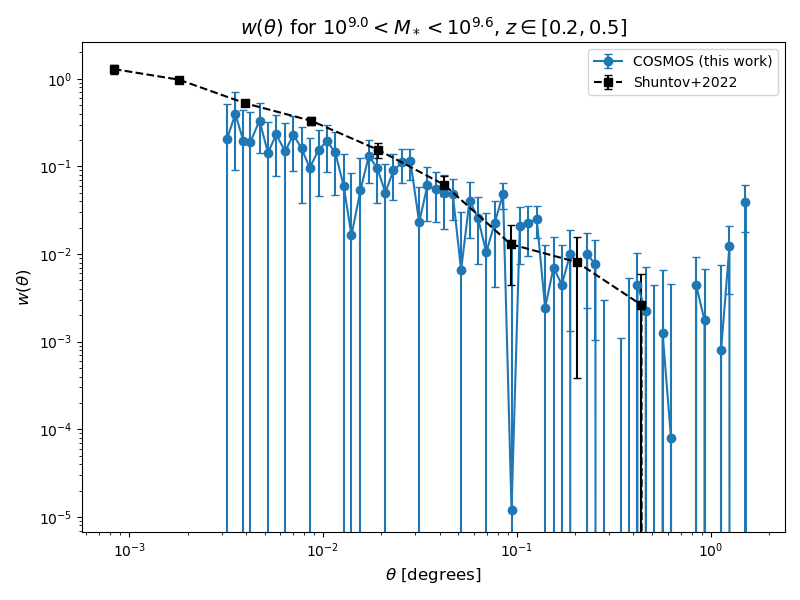 w(θ) for 10^9.0 < M_* < 10^9.6, z ∈ [0.2, 0.5]
COSMOS (this work)
Shuntov+2022
w(θ)
10^0
10^-1
10^-2
10^-3
10^-4
10^-5
10^-3 10^-2 10^-1 10^0
θ [degrees]